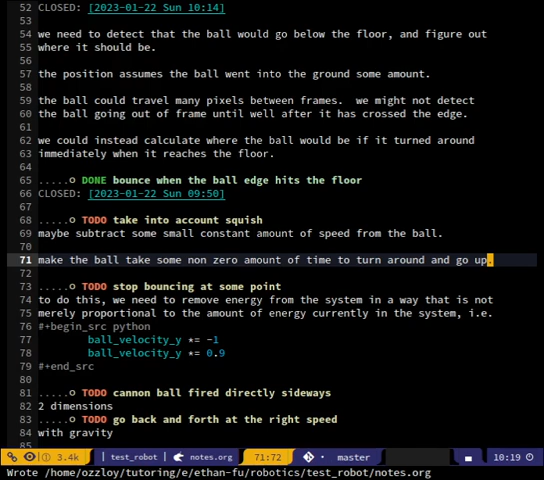 52 CLOSED: [2023-01-22 Sun 10:14]
53
54 we need to detect that the ball would go below the floor, and figure out
55 where it should be.
56
57 the position assumes the ball went into the ground some amount.
58
59 the ball could travel many pixels between frames.  we might not detect
60 the ball going out of frame until well after it has crossed the edge.
61
62 we could instead calculate where the ball would be if it turned around
63 immediately when it reaches the floor.
64
65 .....o DONE bounce when the ball edge hits the floor
66 CLOSED: [2023-01-22 Sun 09:50]
67
68 .....o TODO take into account squish
69 maybe subtract some small constant amount of speed from the ball.
70
71 make the ball take some non zero amount of time to turn around and go up.
72
73 .....o TODO stop bouncing at some point
74 to do this, we need to remove energy from the system in a way that is not
75 merely proportional to the amount of energy currently in the system, i.e.
76 #+begin_src python
77 ball_velocity_y *= -1
78 ball_velocity_y *= 0.9
79 #+end_src
80
81 .....o TODO cannon ball fired directly sideways
82 2 dimensions
83 .....o TODO go back and forth at the right speed
84 with gravity
85
3.4k | test_robot | notes.org 71:72 master 10:19
Wrote /home/ozzloy/tutoring/e/ethan-fu/robotics/test_robot/notes.org